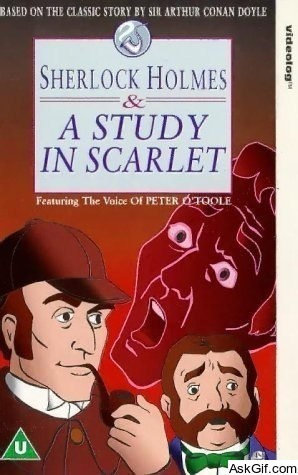 BASED ON THE CLASSIC STORY BY SIR ARTHUR CONAN DOYLE
videolog™
SHERLOCK HOLMES
&
A STUDY
IN SCARLET
Featuring The Voice Of PETER O'TOOLE
U
AskGif.com